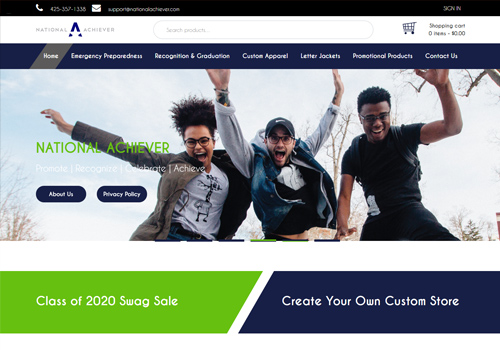 425-357-1338 support@nationalachiever.com SIGN IN
NATIONAL ACHIEVER
Search products...
Shopping cart
0 items - $0.00
Home Emergency Preparedness Recognition & Graduation Custom Apparel Letter Jackets Promotional Products Contact Us
NATIONAL ACHIEVER
Promote | Recognize | Celebrate | Achieve
About Us Privacy Policy
Class of 2020 Swag Sale Create Your Own Custom Store